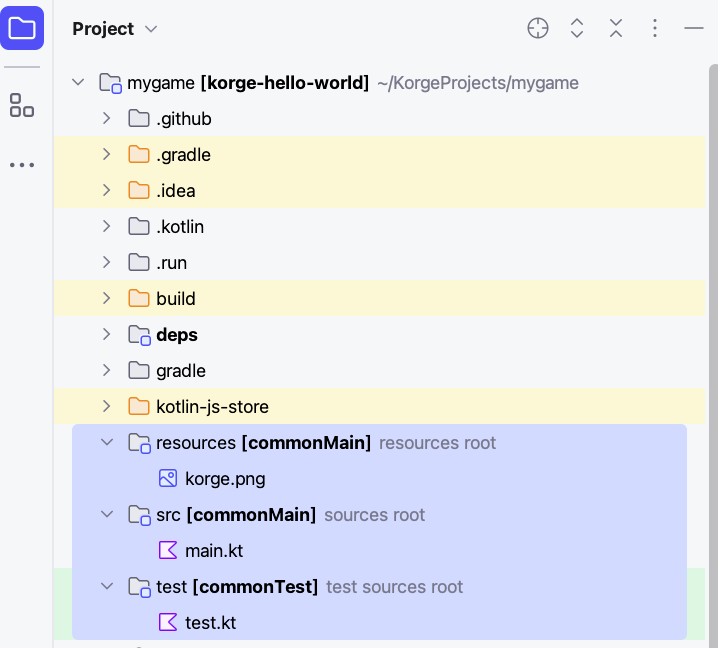 Project
mygame [korge-hello-world] ~/KorgeProjects/mygame
.github
.gradle
.idea
.kotlin
.run
build
deps
gradle
kotlin-js-store
resources [commonMain] resources root
korge.png
src [commonMain] sources root
main.kt
test [commonTest] test sources root
test.kt